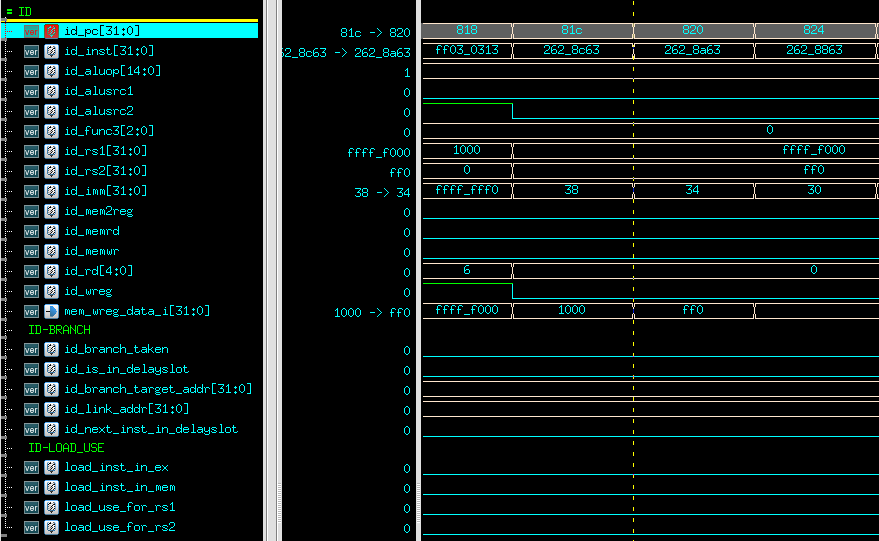 = ID
ver id_pc[31:0] 81c -> 820 818 81c 820 824
ver id_inst[31:0] 62_8c63 -> 262_8a63 ff03_0313 262_8c63 262_8a63 262_8863
ver id_aluop[14:0] 1
ver id_alusrc1 0
ver id_alusrc2 0
ver id_func3[2:0] 0 0
ver id_rs1[31:0] ffff_f000 1000 ffff_f000
ver id_rs2[31:0] ff0 0 ff0
ver id_imm[31:0] 38 -> 34 ffff_fff0 38 34 30
ver id_mem2reg 0
ver id_memrd 0
ver id_memwr 0
ver id_rd[4:0] 0 6 0
ver id_wreg 0
ver mem_wreg_data_i[31:0] 1000 -> ff0 ffff_f000 1000 ff0
ID-BRANCH
ver id_branch_taken 0
ver id_is_in_delayslot 0
ver id_branch_target_addr[31:0] 0
ver id_link_addr[31:0] 0
ver id_next_inst_in_delayslot 0
ID-LOAD_USE
ver load_inst_in_ex 0
ver load_inst_in_mem 0
ver load_use_for_rs1 0
ver load_use_for_rs2 0